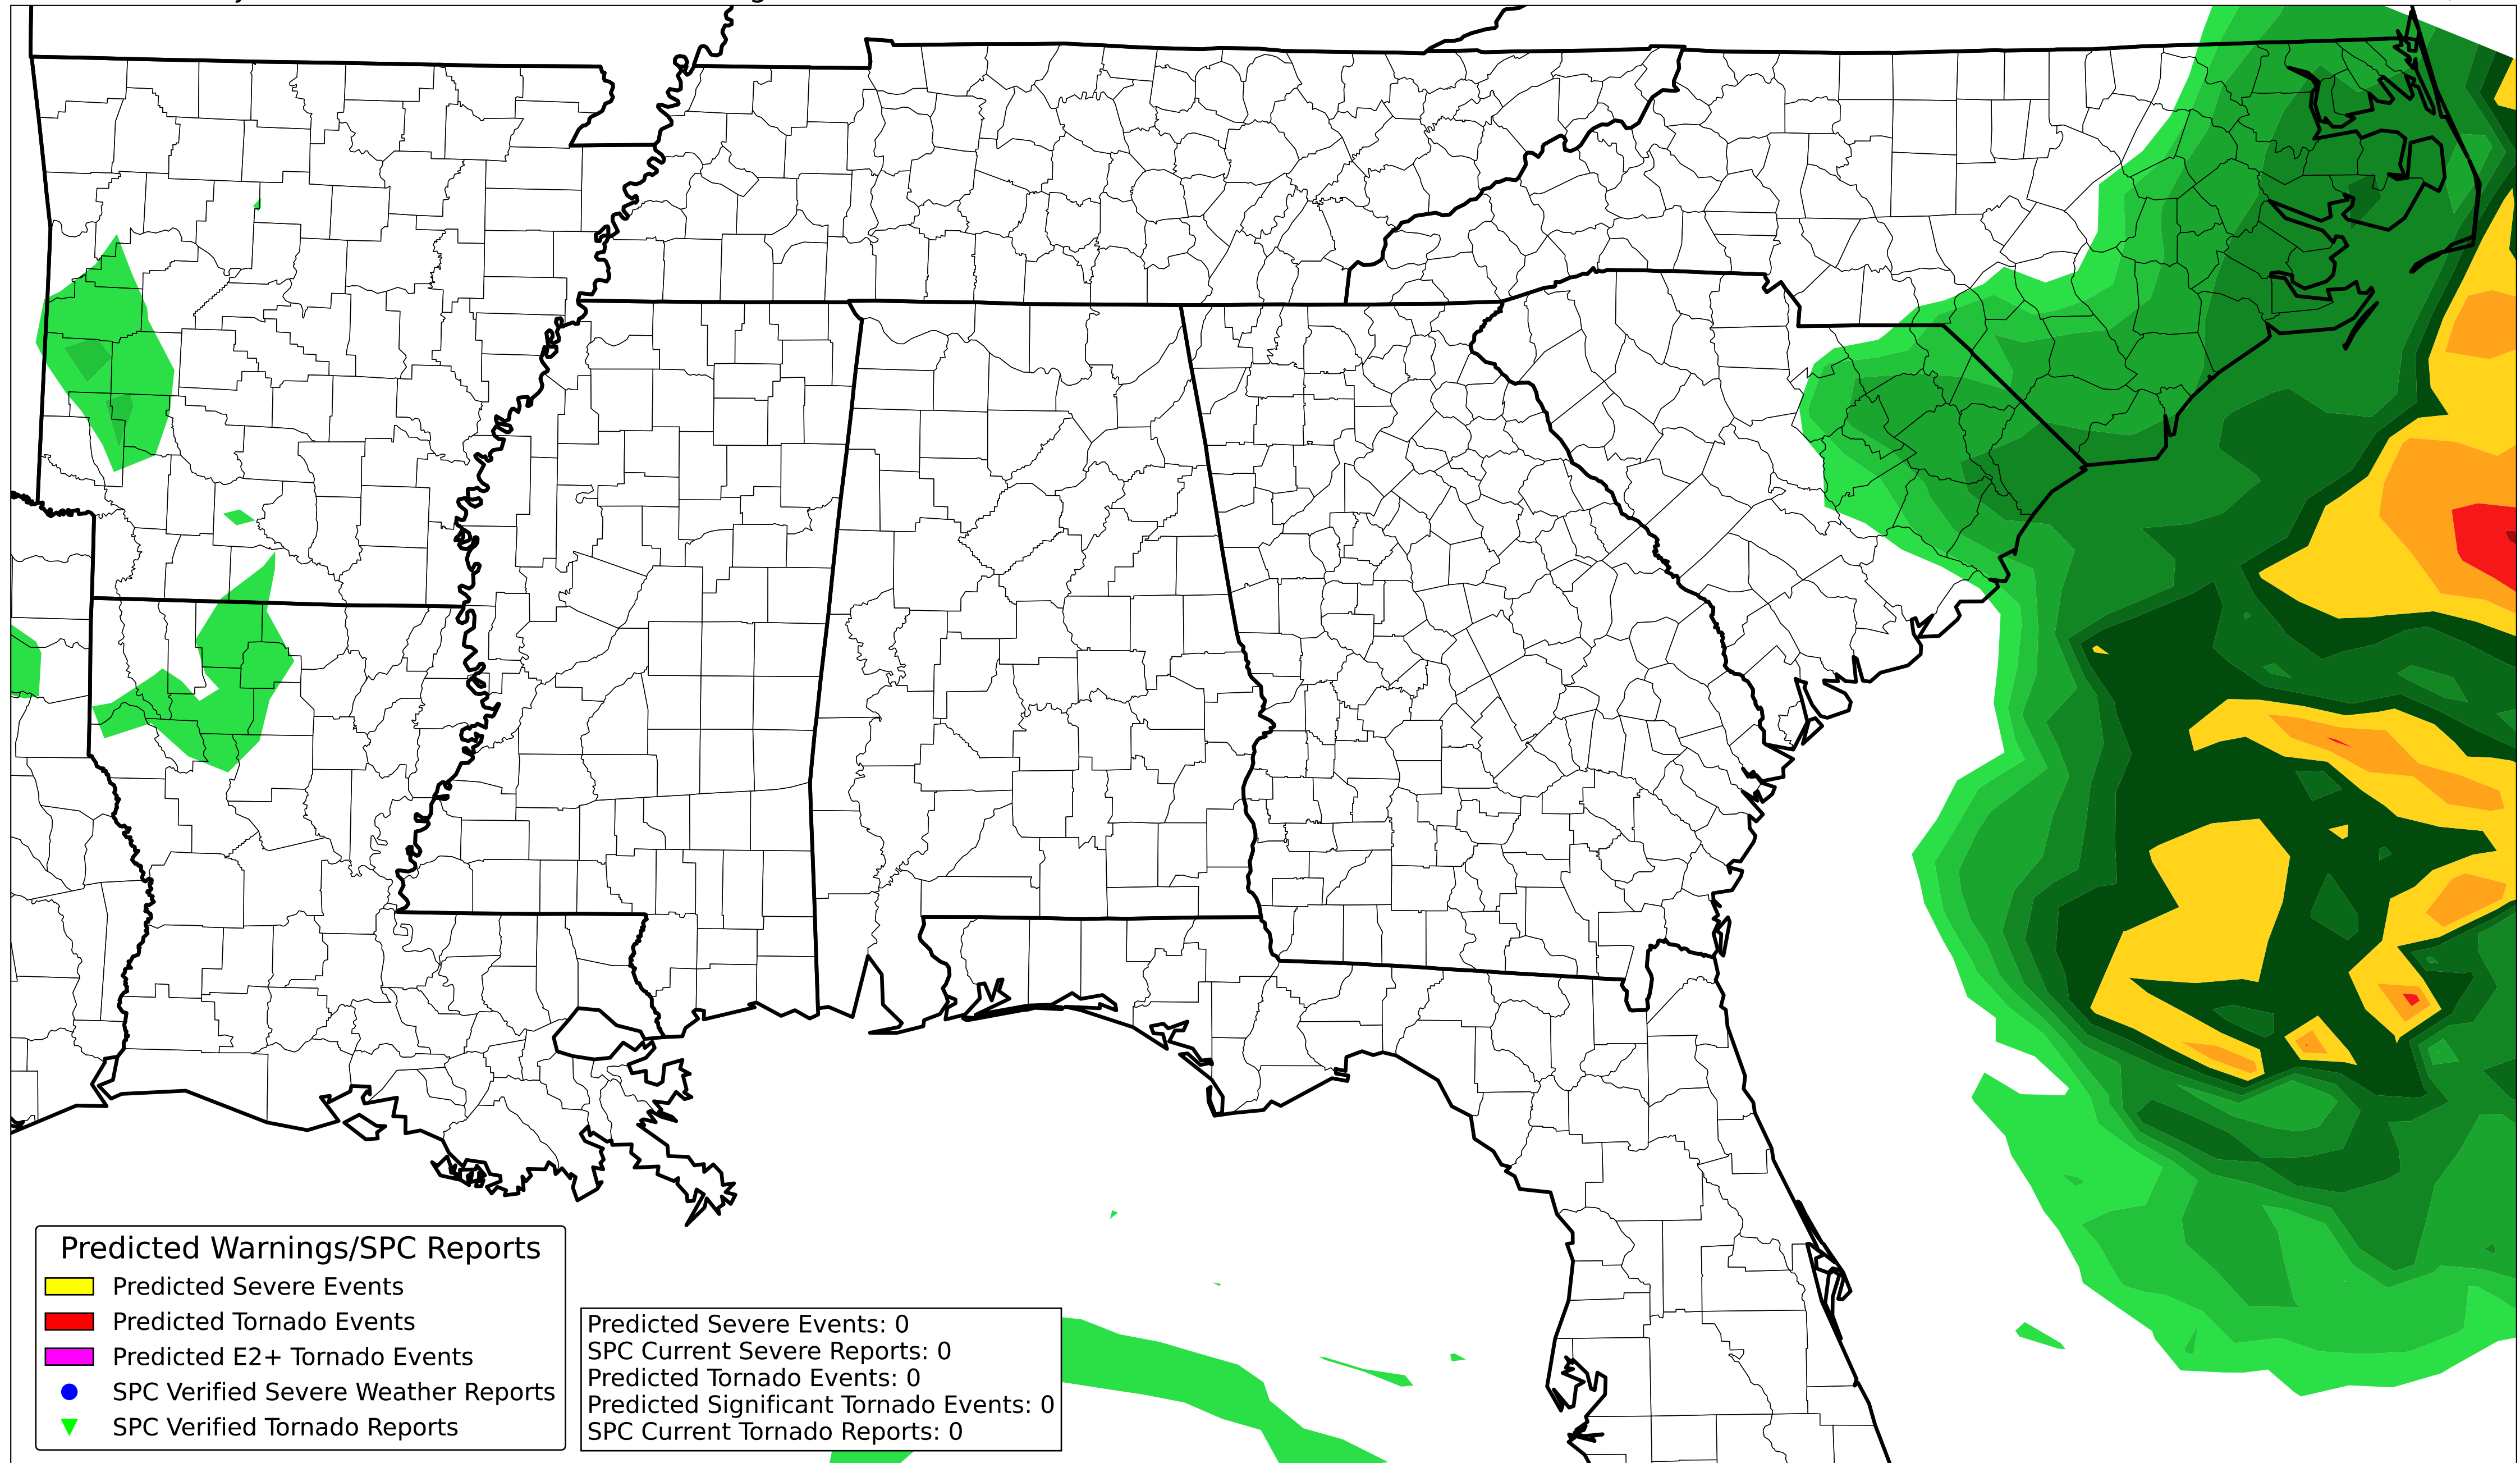 Predicted Warnings/SPC Reports
Predicted Severe Events
Predicted Tornado Events
Predicted E2+ Tornado Events
SPC Verified Severe Weather Reports
SPC Verified Tornado Reports
Predicted Severe Events: 0
SPC Current Severe Reports: 0
Predicted Tornado Events: 0
Predicted Significant Tornado Events: 0
SPC Current Tornado Reports: 0